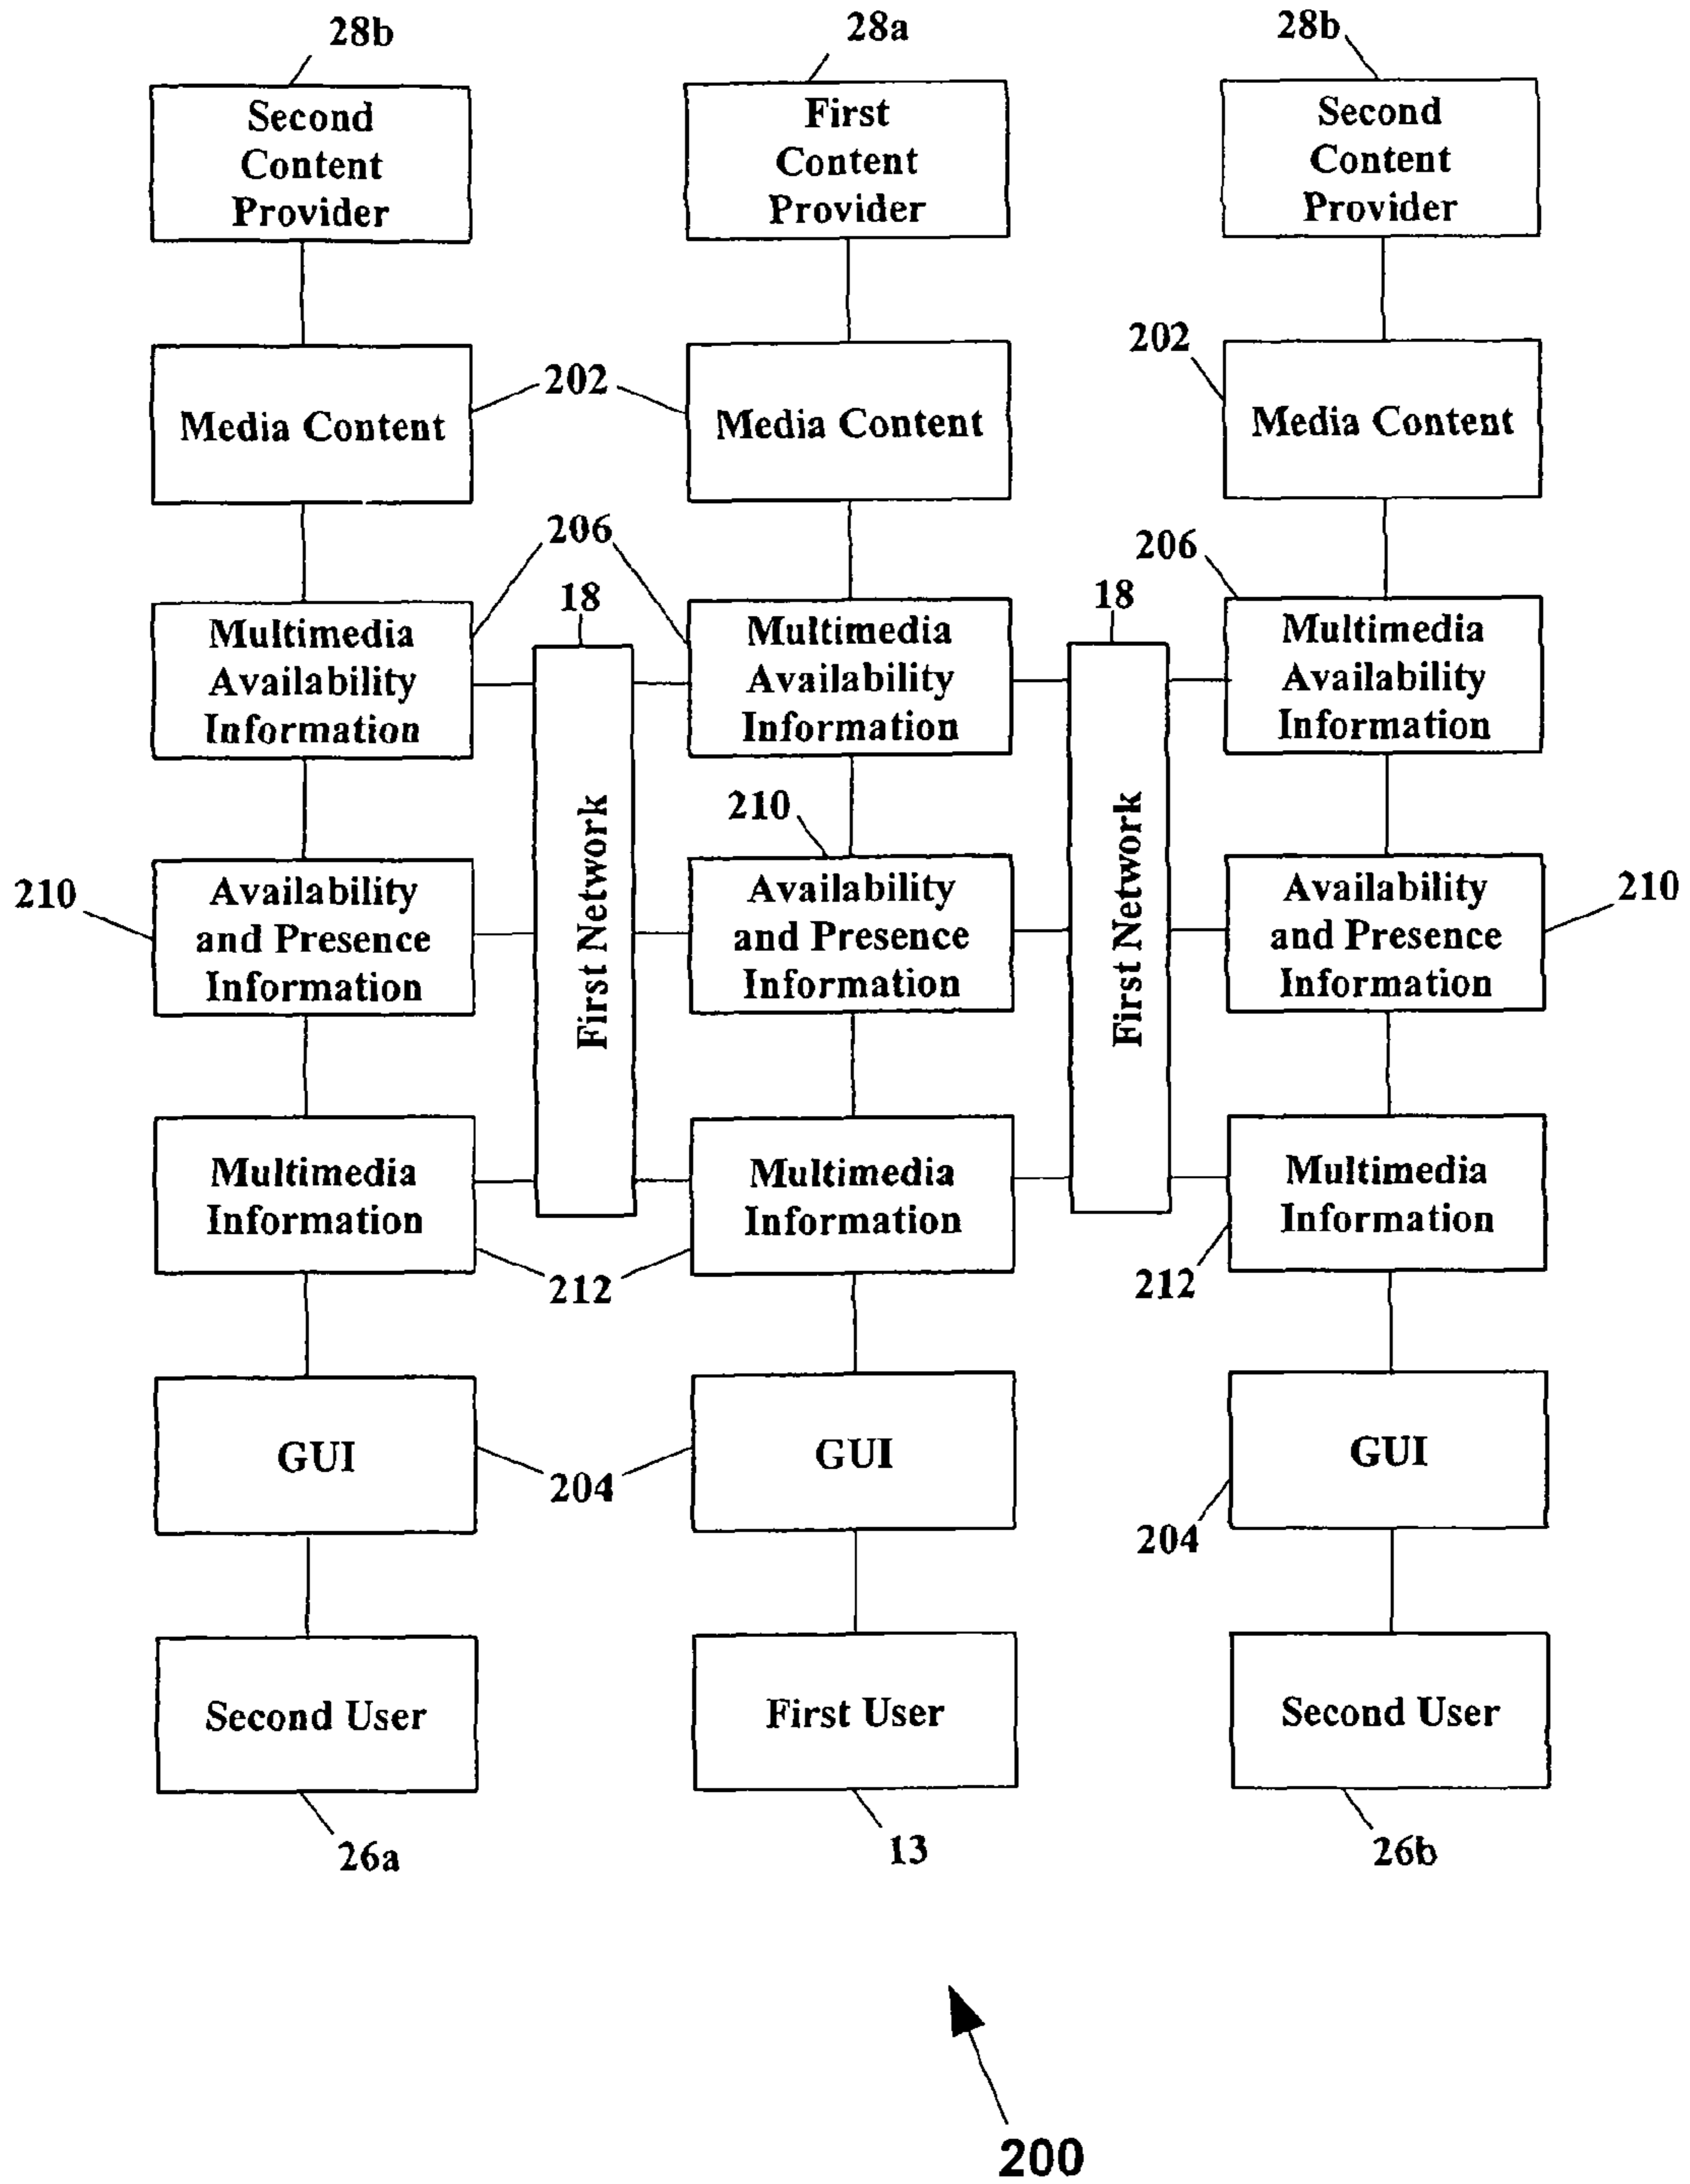 28b
28a
28b
Second
Content
Provider
First
Content
Provider
Second
Content
Provider
202
202
Media Content
Media Content
Media Content
206
206
18
18
Multimedia
Availability
Information
Multimedia
Availability
Information
Multimedia
Availability
Information
First Network
First Network
210
210
210
Availability
and Presence
Information
Availability
and Presence
Information
Availability
and Presence
Information
Multimedia
Information
Multimedia
Information
Multimedia
Information
212
212
GUI
GUI
GUI
204
204
Second User
First User
Second User
26a
13
26b
200